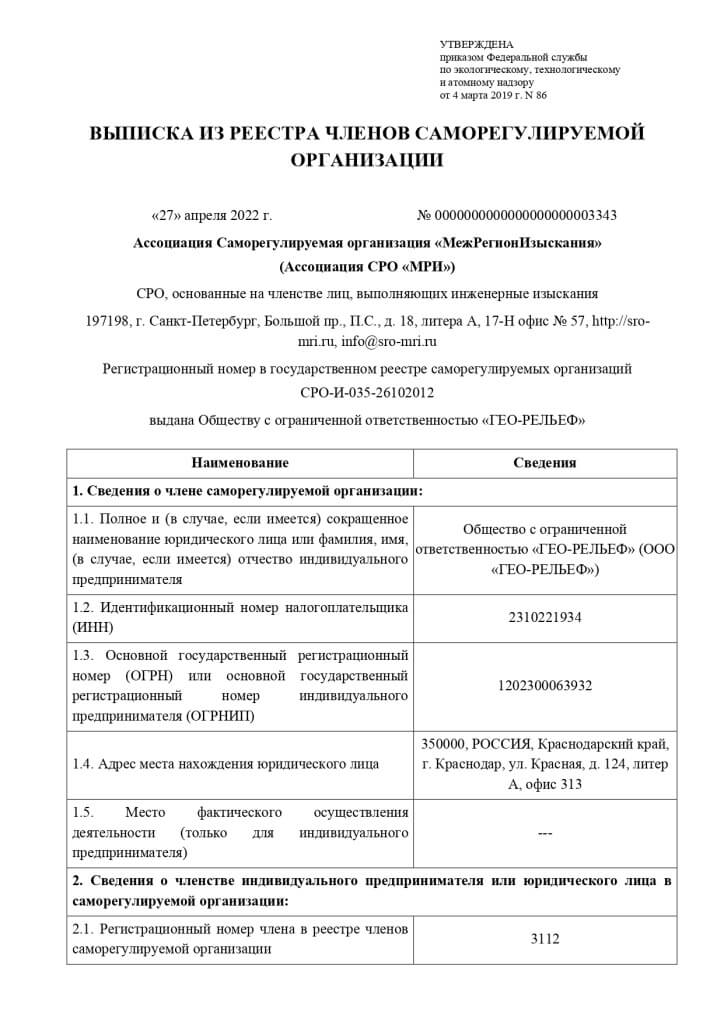 УТВЕРЖДЕНА
приказом Федеральной службы
по экологическому, технологическому
и атомному надзору
от 4 марта 2019 г. N 86
ВЫПИСКА ИЗ РЕЕСТРА ЧЛЕНОВ САМОРЕГУЛИРУЕМОЙ
ОРГАНИЗАЦИИ
«27» апреля 2022 г. № 0000000000000000000003343
Ассоциация Саморегулируемая организация «МежРегионИзыскания»
(Ассоциация СРО «МРИ»)
СРО, основанные на членстве лиц, выполняющих инженерные изыскания
197198, г. Санкт-Петербург, Большой пр., П.С., д. 18, литера А, 17-Н офис № 57, http://sro-
mri.ru, info@sro-mri.ru
Регистрационный номер в государственном реестре саморегулируемых организаций
СРО-И-035-26102012
выдана Обществу с ограниченной ответственностью «ГЕО-РЕЛЬЕФ»
Наименование Сведения
1. Сведения о члене саморегулируемой организации:
1.1. Полное и (в случае, если имеется) сокращенное
наименование юридического лица или фамилия, имя,
(в случае, если имеется) отчество индивидуального
предпринимателя
Общество с ограниченной
ответственностью «ГЕО-РЕЛЬЕФ» (ООО
«ГЕО-РЕЛЬЕФ»)
1.2. Идентификационный номер налогоплательщика
(ИНН)
2310221934
1.3. Основной государственный регистрационный
номер (ОГРН) или основной государственный
регистрационный номер индивидуального
предпринимателя (ОГРНИП)
1202300063932
1.4. Адрес места нахождения юридического лица
350000, РОССИЯ, Краснодарский край,
г. Краснодар, ул. Красная, д. 124, литер
А, офис 313
1.5. Место фактического осуществления
деятельности (только для индивидуального
предпринимателя)
---
2. Сведения о членстве индивидуального предпринимателя или юридического лица в
саморегулируемой организации:
2.1. Регистрационный номер члена в реестре членов
саморегулируемой организации
3112